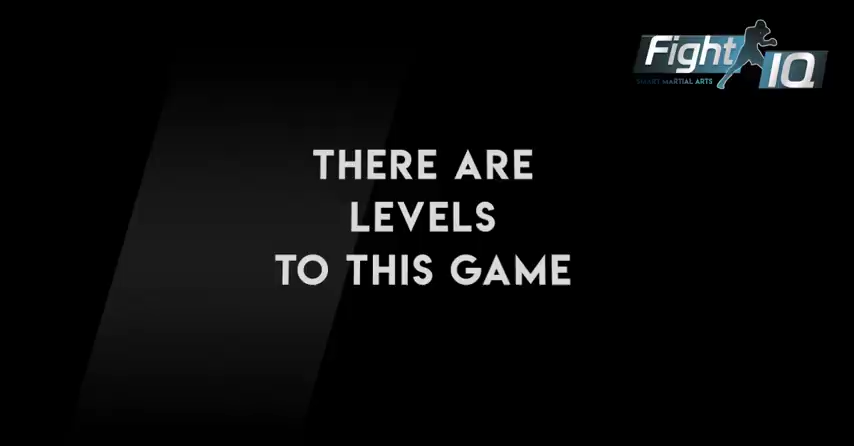 Fight IQ
SMART MARTIAL ARTS
THERE ARE
LEVELS
TO THIS GAME